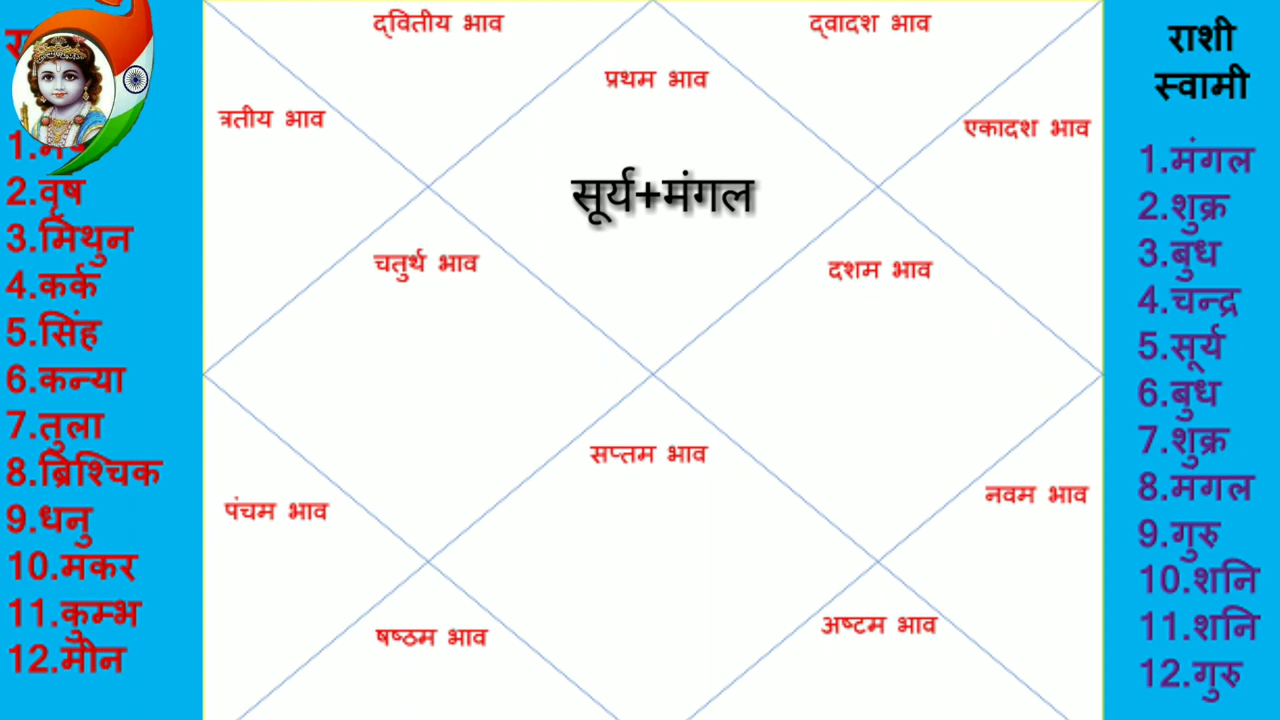 द्वितीय भाव
द्वादश भाव
प्रथम भाव
त्रतीय भाव
एकादश भाव
सूर्य+मंगल
चतुर्थ भाव
दशम भाव
सप्तम भाव
पंचम भाव
नवम भाव
षष्ठम भाव
अष्टम भाव
2.वृष
3.मिथुन
4.कर्क
5.सिंह
6.कन्या
7.तुला
8.ब्रिश्चिक
9.धनु
10.मकर
11.कुम्भ
12.मीन
राशी
स्वामी
1.मंगल
2.शुक्र
3.बुध
4.चन्द्र
5.सूर्य
6.बुध
7.शुक्र
8.मंगल
9.गुरु
10.शनि
11.शनि
12.गुरु